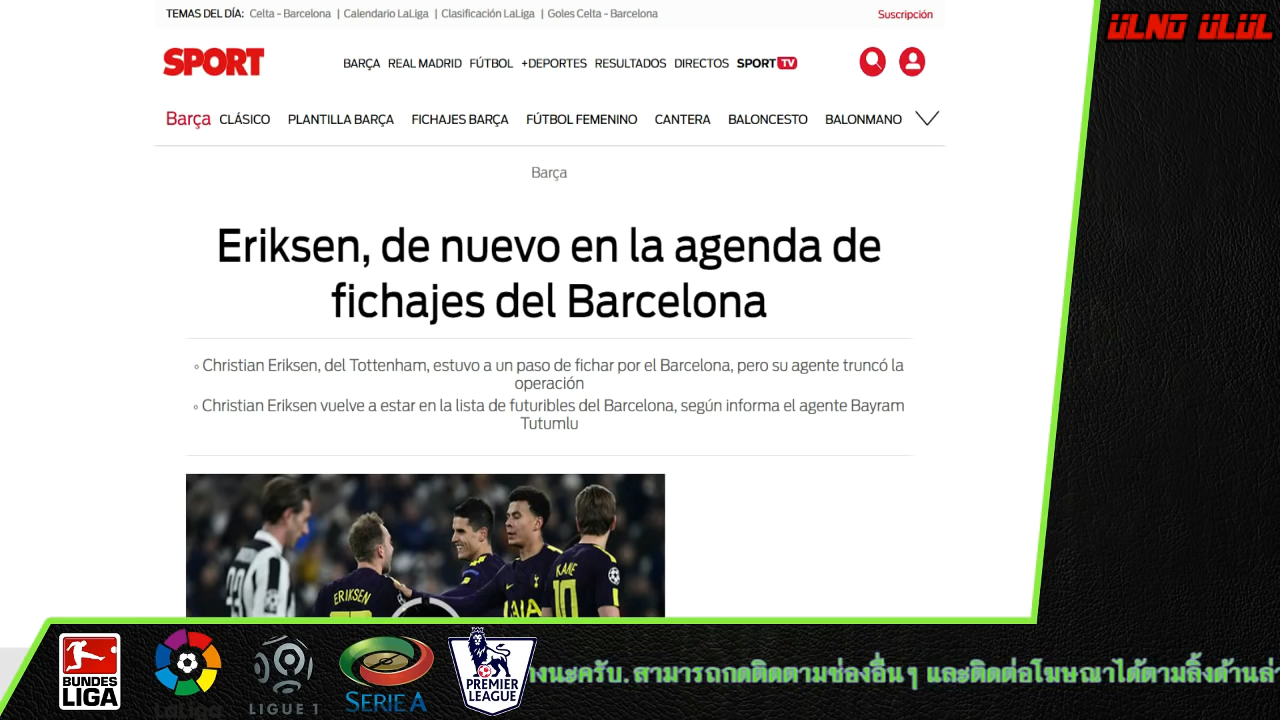 TEMAS DEL DÍA: Celta - Barcelona | Calendario LaLiga | Clasificación LaLiga | Goles Celta - Barcelona
Suscripción
ULNO ULUL
SPORT
BARÇA REAL MADRID FÚTBOL +DEPORTES RESULTADOS DIRECTOS SPORT TV
Barça CLÁSICO PLANTILLA BARÇA FICHAJES BARÇA FÚTBOL FEMENINO CANTERA BALONCESTO BALONMANO
Barça
Eriksen, de nuevo en la agenda de
fichajes del Barcelona
◦ Christian Eriksen, del Tottenham, estuvo a un paso de fichar por el Barcelona, pero su agente truncó la
operación
◦ Christian Eriksen vuelve a estar en la lista de futuribles del Barcelona, según informa el agente Bayram
Tutumlu
ERIKSEN
KANE
10
BUNDES
LIGA
LaLiga
LIGUE 1
SERIE A
PREMIER
LEAGUE
างนะครับ. สามารถกดติดตามช่องอื่นๆ และติดต่อโฆษณาได้ตามลิ้งด้านล่